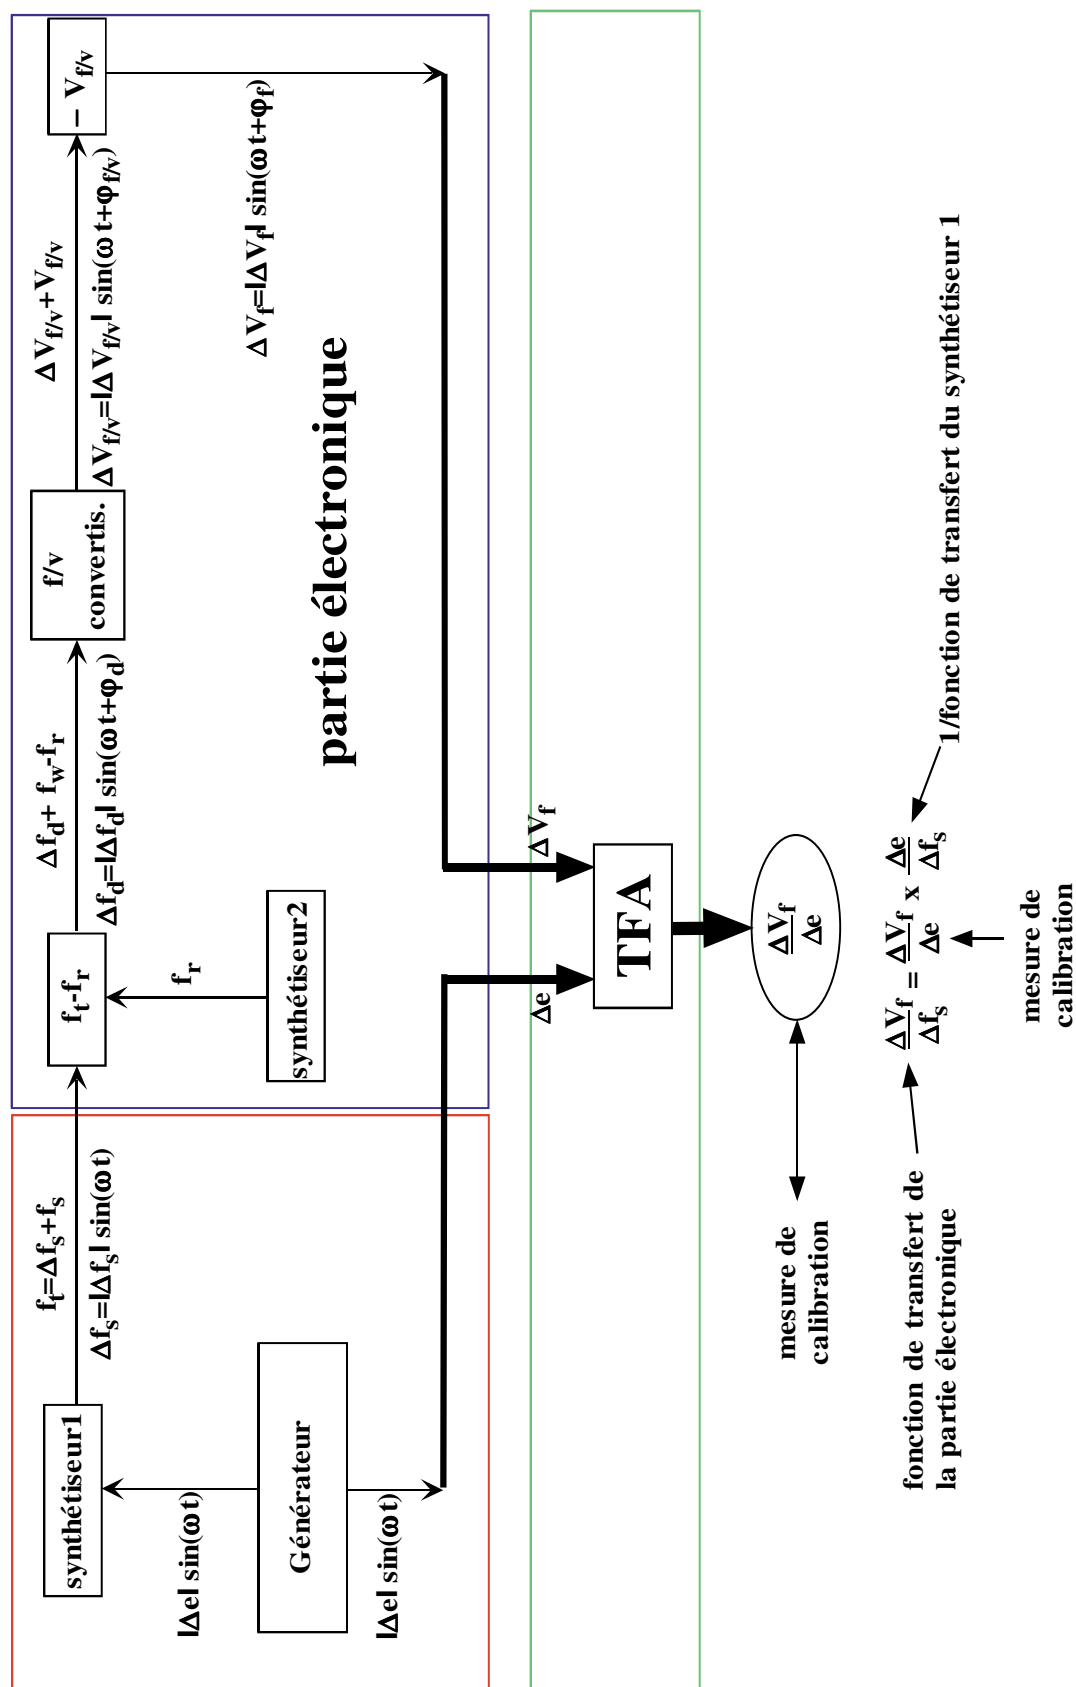 synthétiseur1
f_t=Δf_s+f_s
Δf_s=|Δf_s| sin(ωt)
f_t-f_r
Δf_d+ f_w-f_r
Δf_d=|Δf_d| sin(ωt+φ_d)
f/v
convertis.
ΔV_f/v+V_f/v
ΔV_f/v=|ΔV_f/v| sin(ωt+φ_f/v)
− V_f/v
|Δe| sin(ωt)
Générateur
|Δe| sin(ωt)
synthétiseur2
f_r
ΔV_f=|ΔV_f| sin(ωt+φ_f)
partie électronique
Δe
ΔV_f
TFA
mesure de
calibration
ΔV_f
Δe
fonction de transfert de
la partie électronique
ΔV_f/Δf_s = ΔV_f/Δe x Δe/Δf_s
1/fonction de transfert du synthétiseur 1
mesure de
calibration